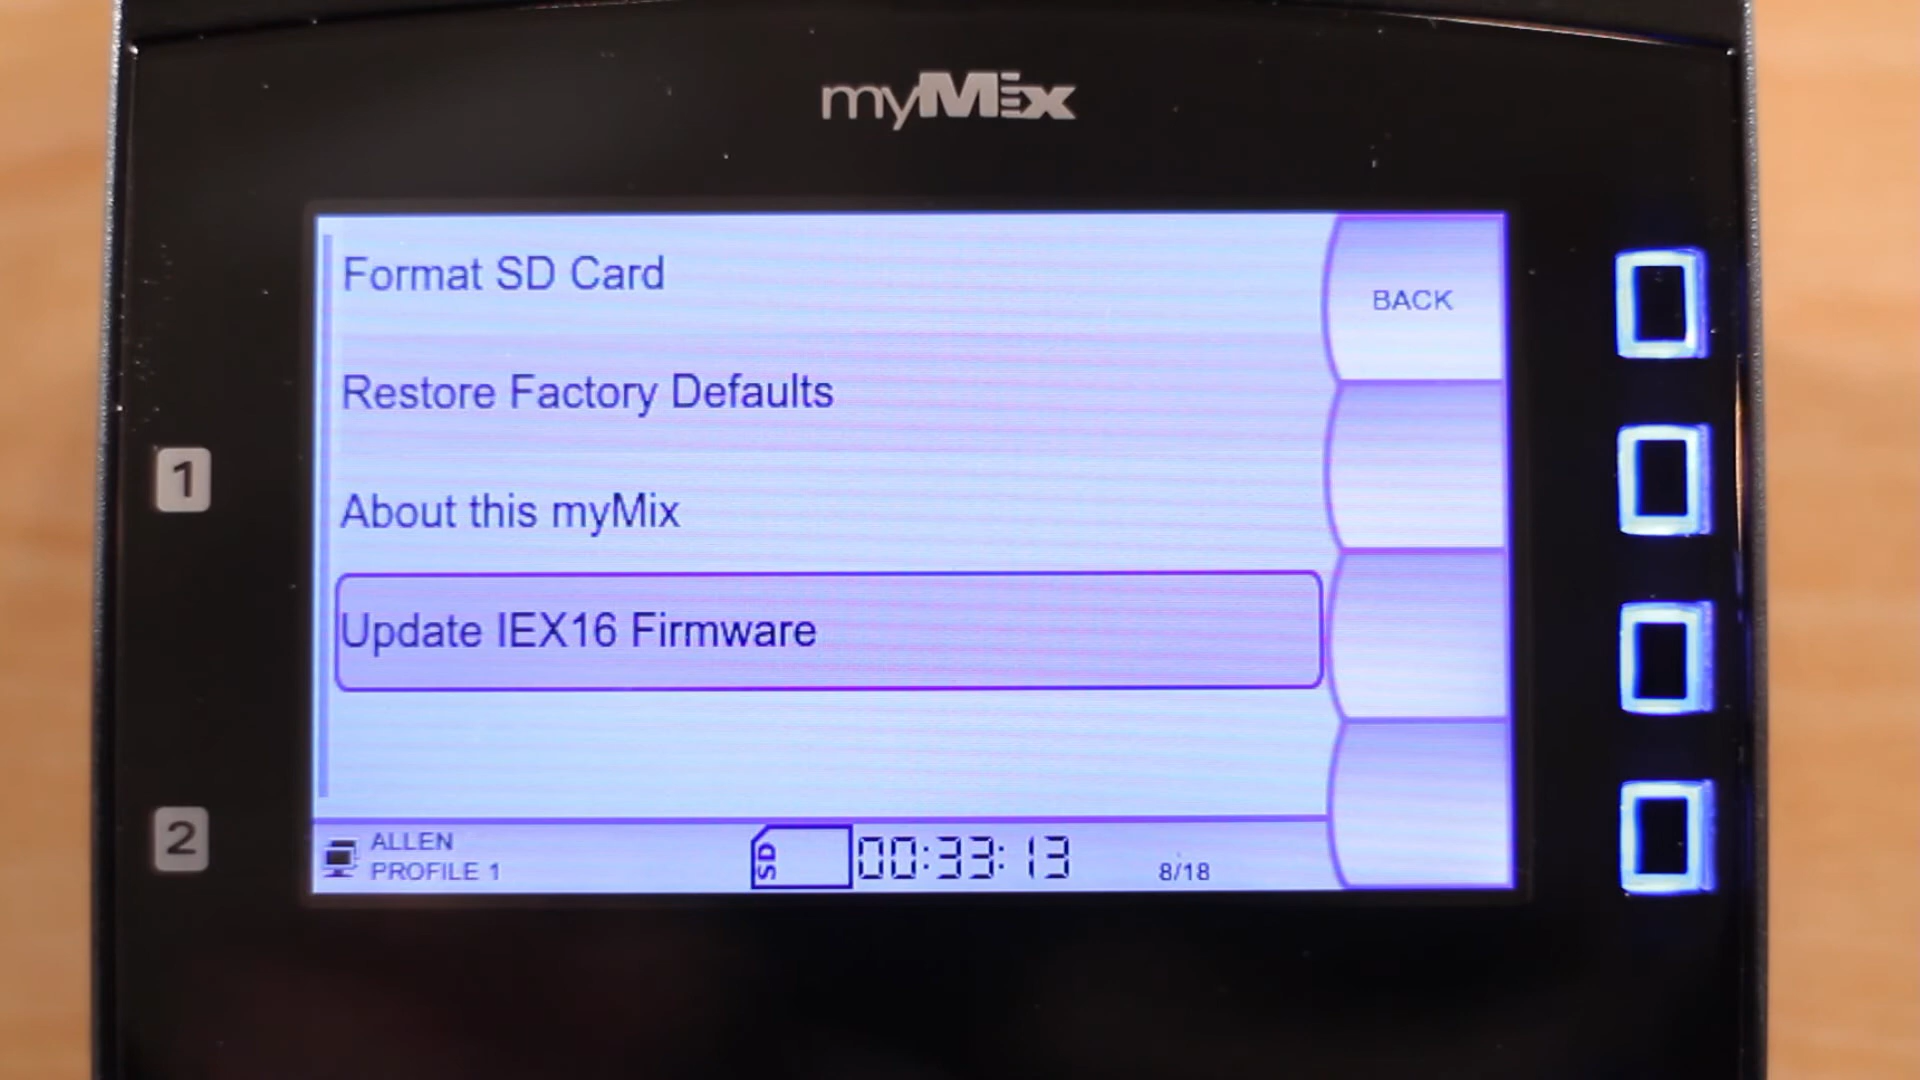 myMix
Format SD Card
BACK
Restore Factory Defaults
1
About this myMix
Update IEX16 Firmware
2
ALLEN
PROFILE 1
SD
00:33:13
8/18